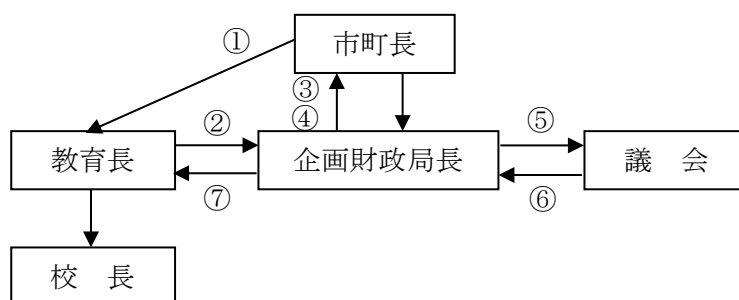 ①
市町長
③
④
②
⑤
教育長
企画財政局長
議　会
⑦
⑥
校　長